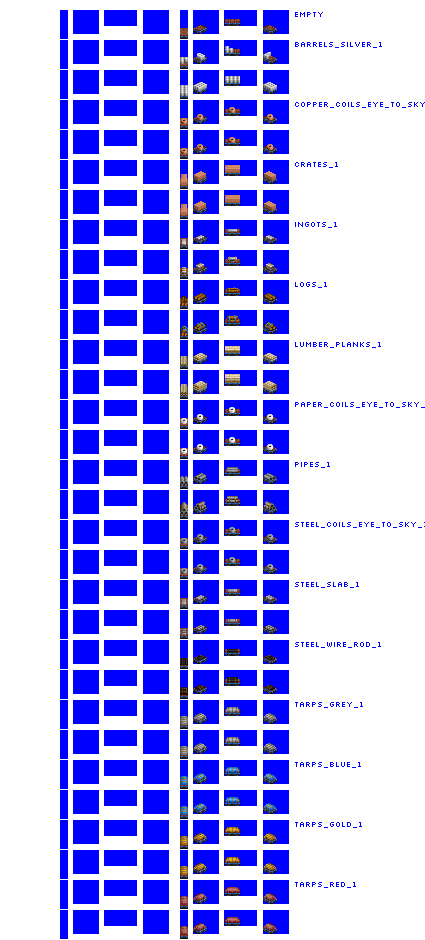 EMPTY
BARRELS_SILVER_1
COPPER_COILS_EYE_TO_SKY
CRATES_1
INGOTS_1
LOGS_1
LUMBER_PLANKS_1
PAPER_COILS_EYE_TO_SKY_
PIPES_1
STEEL_COILS_EYE_TO_SKY_
STEEL_SLAB_1
STEEL_WIRE_ROD_1
TARPS_GREY_1
TARPS_BLUE_1
TARPS_GOLD_1
TARPS_RED_1